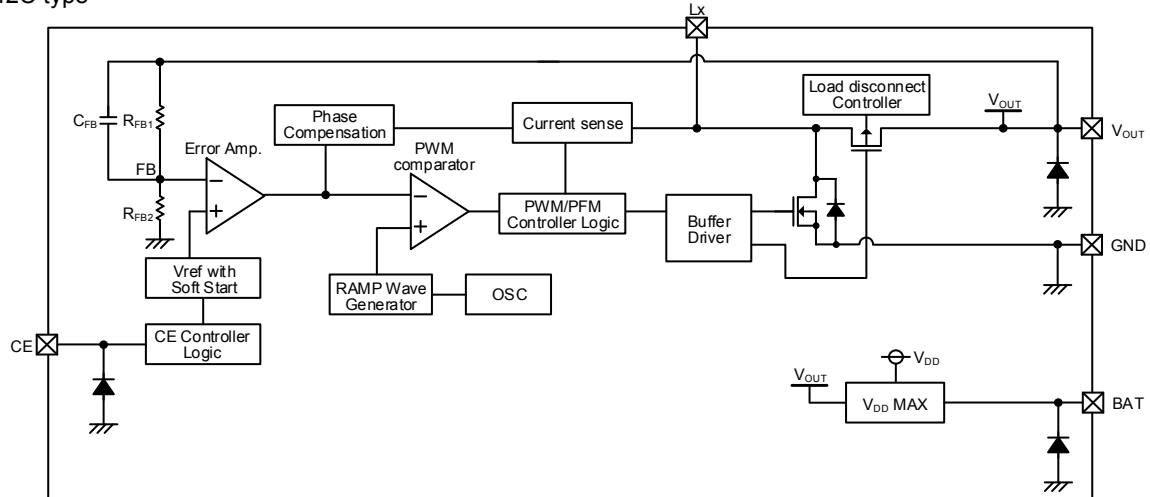 Lx
Load disconnect
Controller
VOUT
VOUT
Phase
Compensation
Current sense
CFB
RFB1
Error Amp.
PWM
comparator
FB
RFB2
PWM/PFM
Controller Logic
Buffer
Driver
GND
Vref with
Soft Start
RAMP Wave
Generator
OSC
CE
CE Controller
Logic
VDD
VOUT
VDD MAX
BAT